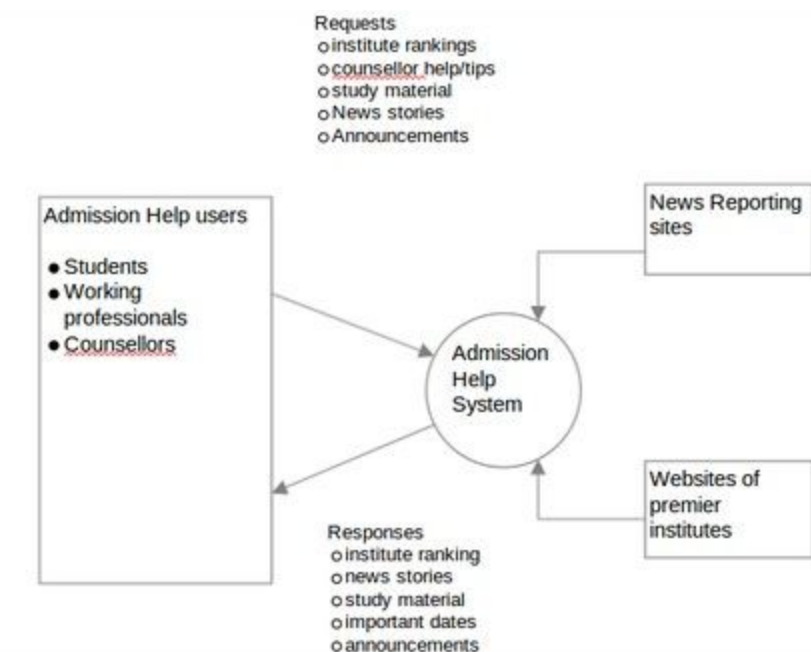 Requests
○institute rankings
○counsellor help/tips
○study material
○News stories
○Announcements
Admission Help users
●Students
●Working
professionals
●Counsellors
News Reporting
sites
Admission
Help
System
Websites of
premier
institutes
Responses
○institute ranking
○news stories
○study material
○important dates
○announcements